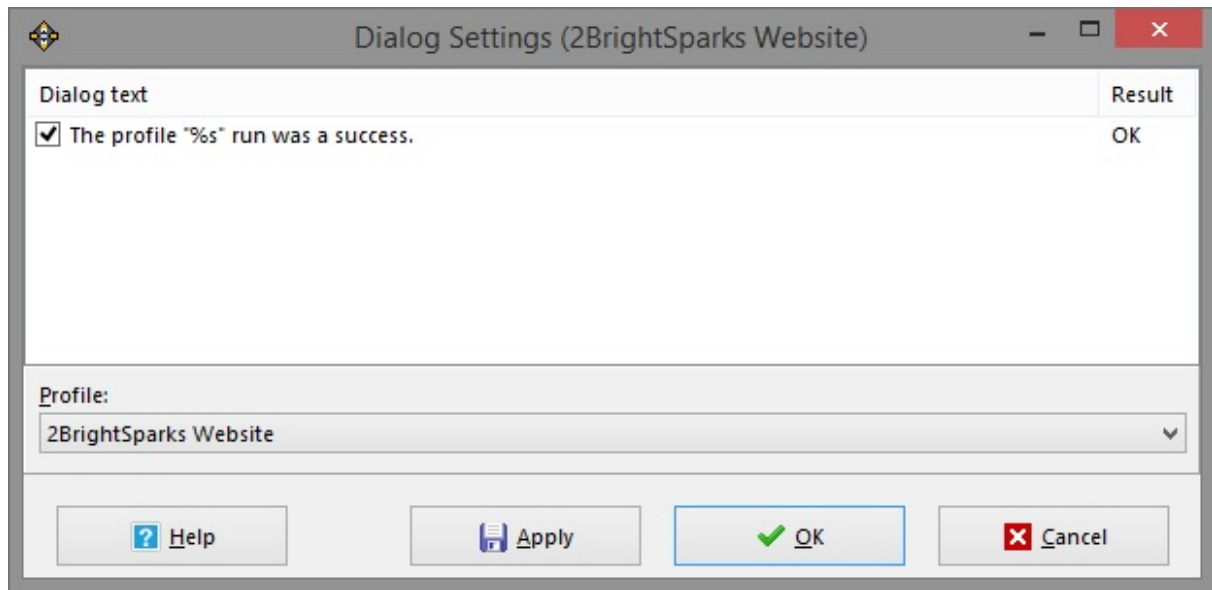 Dialog Settings (2BrightSparks Website)
Dialog text Result
The profile "%s" run was a success. OK
Profile:
2BrightSparks Website
Help Apply OK Cancel